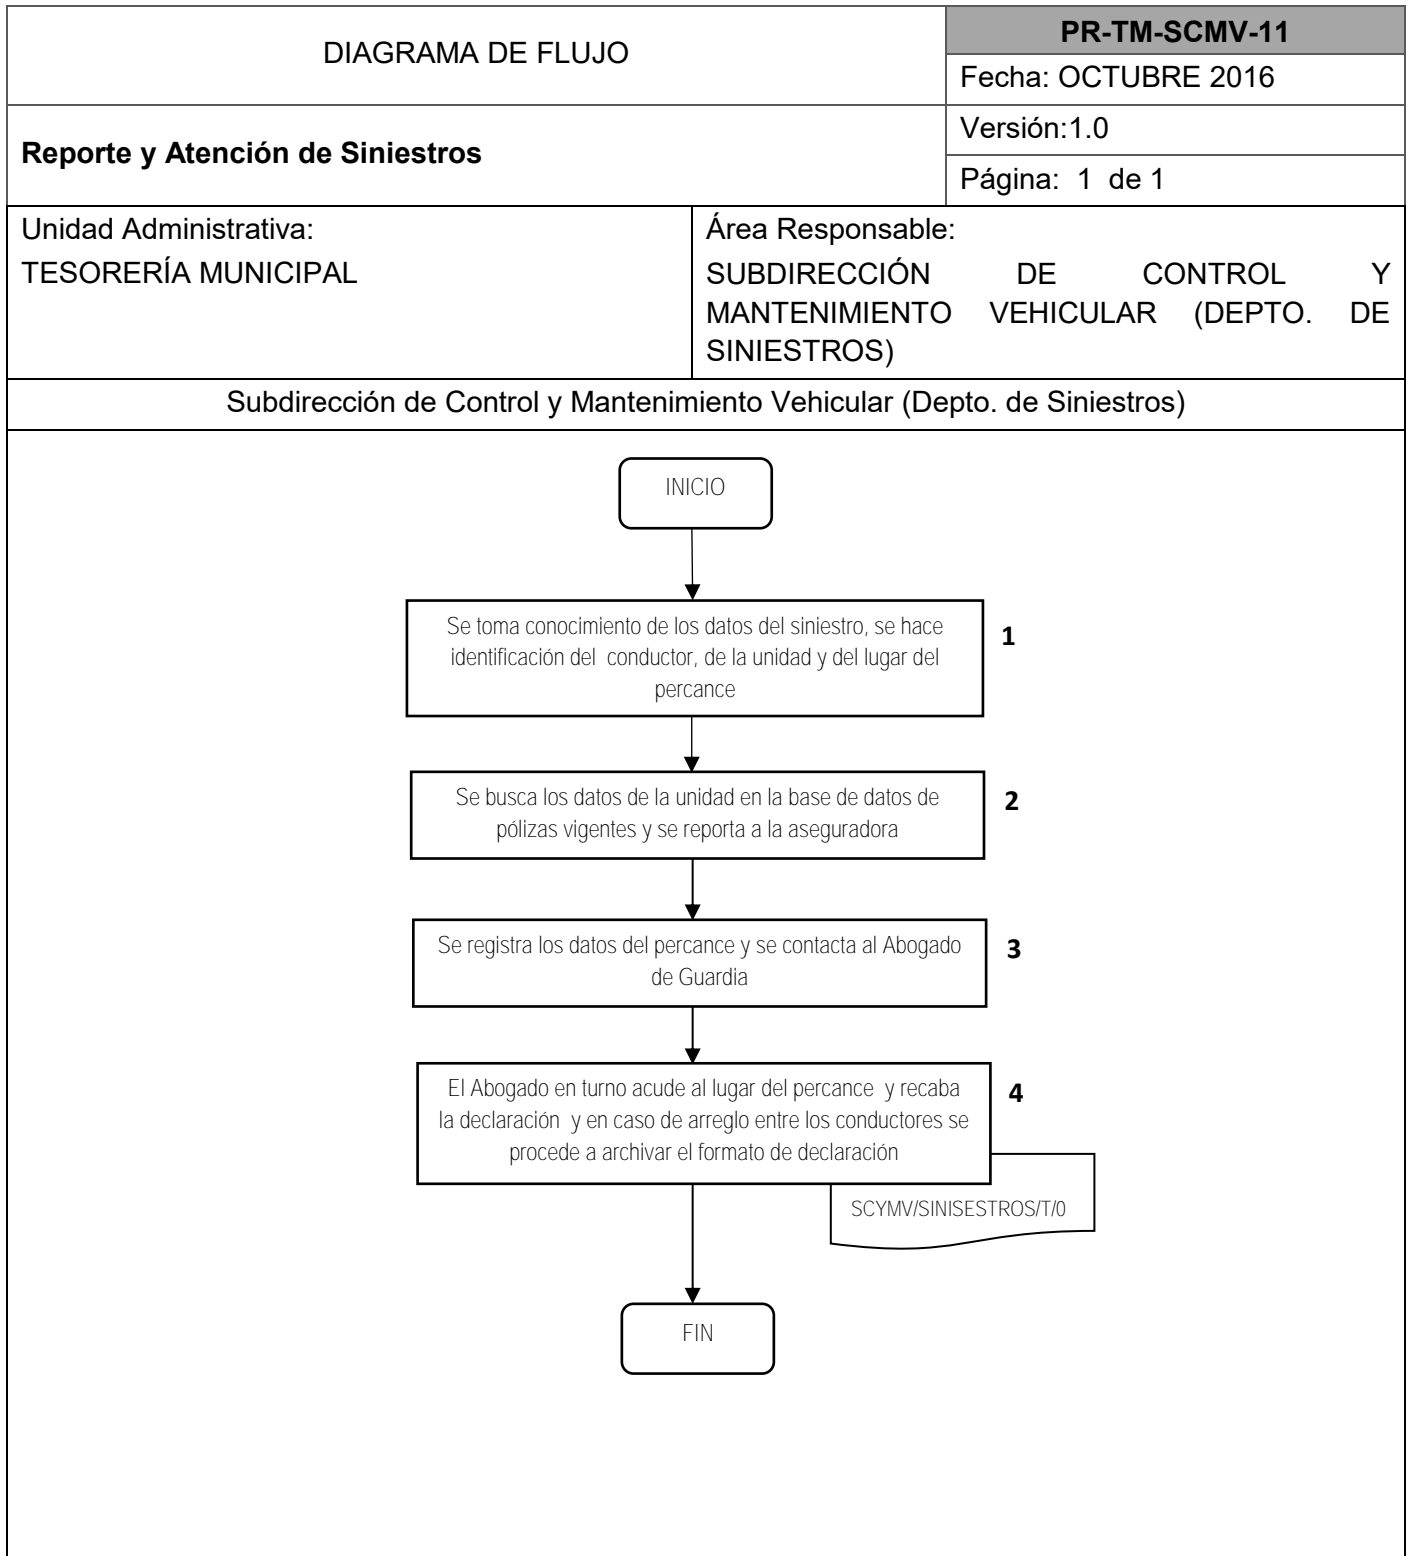 DIAGRAMA DE FLUJO
PR-TM-SCMV-11
Fecha: OCTUBRE 2016
Reporte y Atención de Siniestros
Versión:1.0
Página: 1 de 1
Unidad Administrativa:
TESORERÍA MUNICIPAL
Área Responsable:
SUBDIRECCIÓN DE CONTROL Y
MANTENIMIENTO VEHICULAR (DEPTO. DE
SINIESTROS)
Subdirección de Control y Mantenimiento Vehicular (Depto. de Siniestros)
INICIO
Se toma conocimiento de los datos del siniestro, se hace
identificación del conductor, de la unidad y del lugar del
percance
1
Se busca los datos de la unidad en la base de datos de
pólizas vigentes y se reporta a la aseguradora
2
Se registra los datos del percance y se contacta al Abogado
de Guardia
3
El Abogado en turno acude al lugar del percance y recaba
la declaración y en caso de arreglo entre los conductores se
procede a archivar el formato de declaración
4
SCYMV/SINISESTROS/T/0
FIN